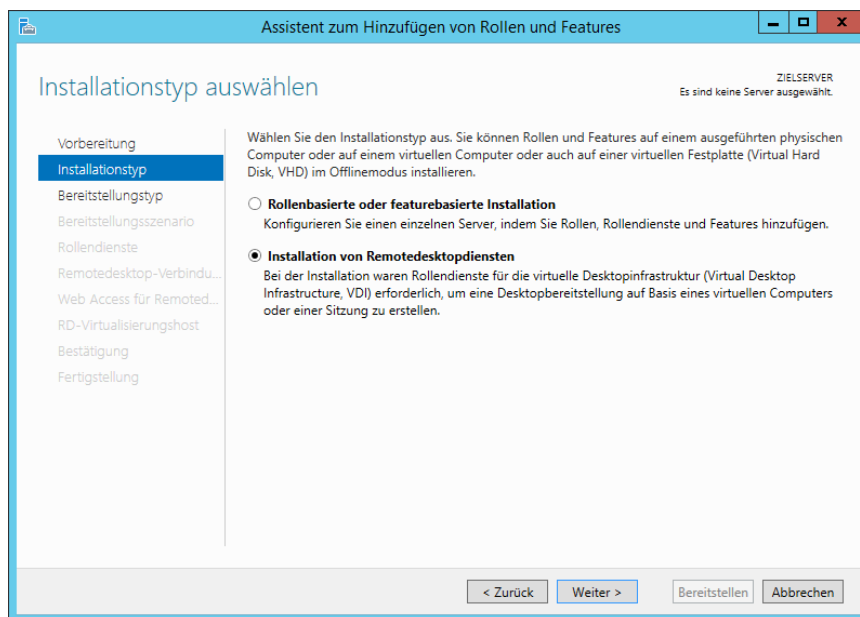 Assistent zum Hinzufügen von Rollen und Features
Installationstyp auswählen
ZIELSERVER
Es sind keine Server ausgewählt.
Vorbereitung
Installationstyp
Bereitstellungstyp
Bereitstellungsszenario
Rollendienste
Remotedesktop-Verbindu...
Web Access für Remoted...
RD-Virtualisierungshost
Bestätigung
Fertigstellung
Wählen Sie den Installationstyp aus. Sie können Rollen und Features auf einem ausgeführten physischen
Computer oder auf einem virtuellen Computer oder auch auf einer virtuellen Festplatte (Virtual Hard
Disk, VHD) im Offlinemodus installieren.
Rollenbasierte oder featurebasierte Installation
Konfigurieren Sie einen einzelnen Server, indem Sie Rollen, Rollendienste und Features hinzufügen.
Installation von Remotedesktopdiensten
Bei der Installation waren Rollendienste für die virtuelle Desktopinfrastruktur (Virtual Desktop
Infrastructure, VDI) erforderlich, um eine Desktopbereitstellung auf Basis eines virtuellen Computers
oder einer Sitzung zu erstellen.
< Zurück
Weiter >
Bereitstellen
Abbrechen